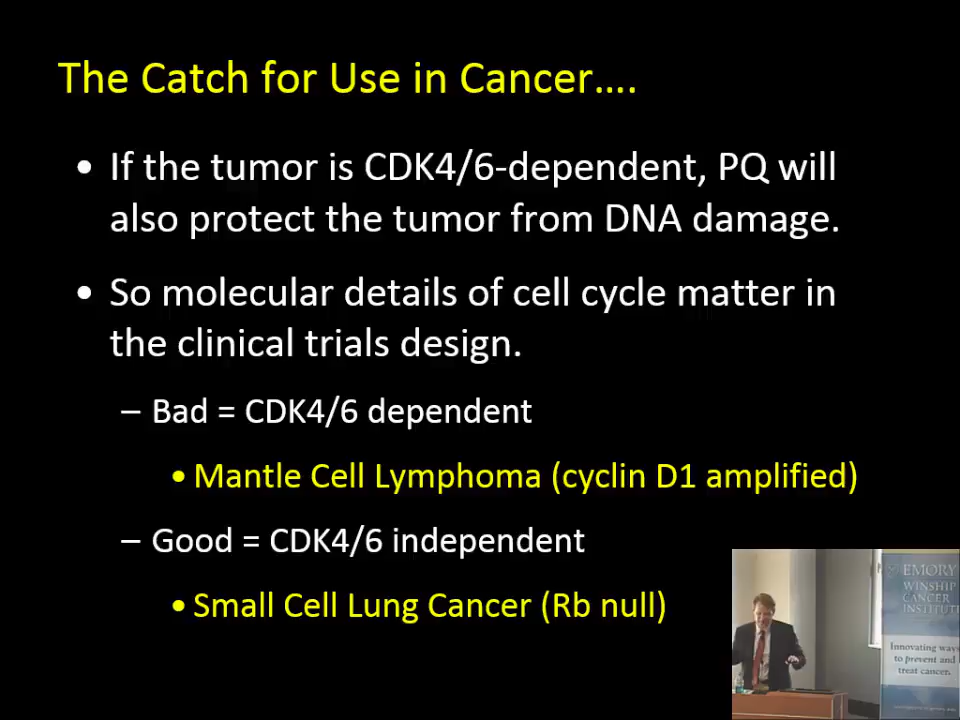 The Catch for Use in Cancer....
• If the tumor is CDK4/6-dependent, PQ will
also protect the tumor from DNA damage.
• So molecular details of cell cycle matter in
the clinical trials design.
– Bad = CDK4/6 dependent
• Mantle Cell Lymphoma (cyclin D1 amplified)
– Good = CDK4/6 independent
• Small Cell Lung Cancer (Rb null)
EMORY
WINSHIP
CANCER
INSTITUTE
Innovating ways
to prevent and
treat cancer.